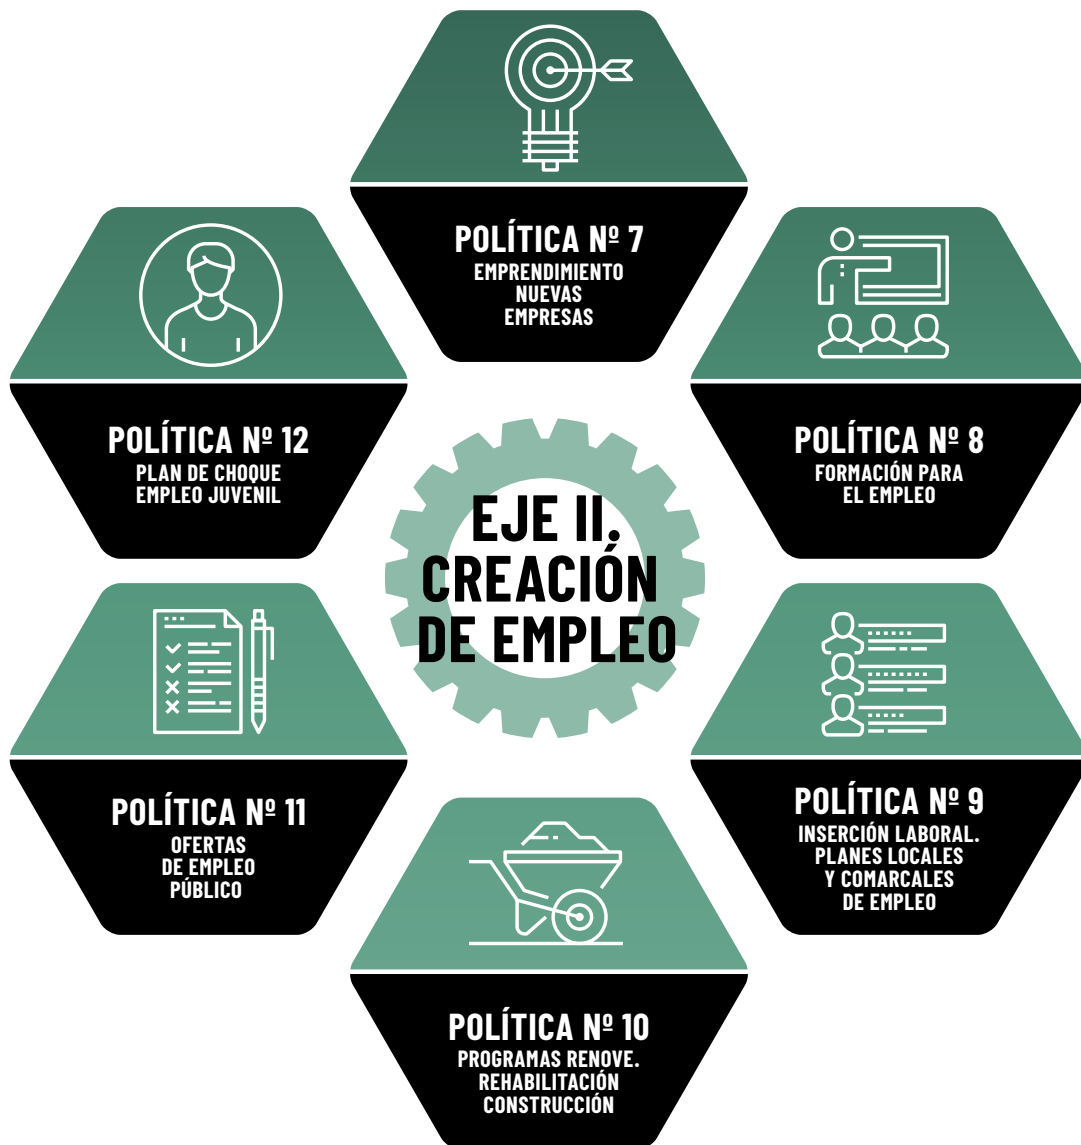 POLÍTICA Nº 7
EMPRENDIMIENTO
NUEVAS
EMPRESAS
POLÍTICA Nº 8
FORMACIÓN PARA
EL EMPLEO
POLÍTICA Nº 9
INSERCIÓN LABORAL.
PLANES LOCALES
Y COMARCALES
DE EMPLEO
POLÍTICA Nº 10
PROGRAMAS RENOVE.
REHABILITACIÓN
CONSTRUCCIÓN
POLÍTICA Nº 11
OFERTAS
DE EMPLEO
PÚBLICO
POLÍTICA Nº 12
PLAN DE CHOQUE
EMPLEO JUVENIL
EJE II.
CREACIÓN
DE EMPLEO